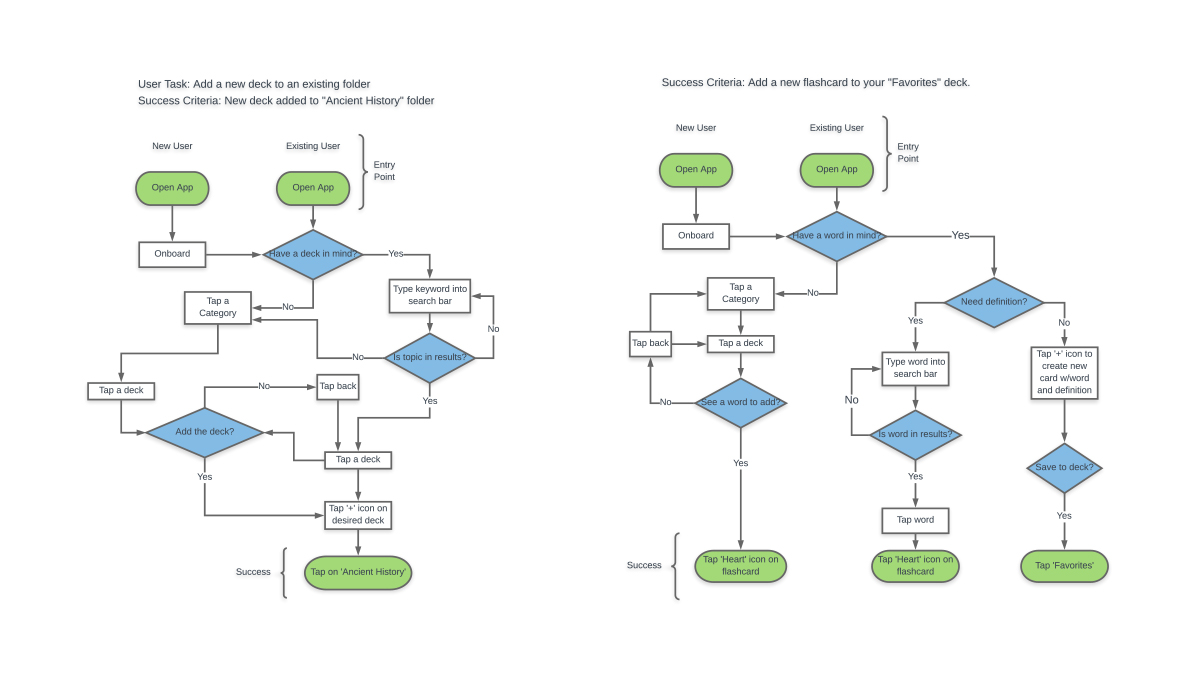 User Task: Add a new deck to an existing folder
Success Criteria: New deck added to "Ancient History" folder
New User
Existing User
Entry
Point
Open App
Open App
Onboard
Have a deck in mind?
Yes
Type keyword into
search bar
Tap a
Category
No
No
No
Is topic in results?
Tap a deck
No
Tap back
Yes
Add the deck?
Tap a deck
Yes
Tap '+' icon on
desired deck
Success
Tap on 'Ancient History'
Success Criteria: Add a new flashcard to your "Favorites" deck.
New User
Existing User
Entry
Point
Open App
Open App
Onboard
Have a word in mind?
Yes
Tap a
Category
No
Need definition?
Yes
No
Tap back
Tap a deck
Type word into
search bar
Tap '+' icon to
create new
card w/word
and definition
No
See a word to add?
No
Is word in results?
Yes
Yes
Save to deck?
Tap word
Yes
Success
Tap 'Heart' icon on
flashcard
Tap 'Heart' icon on
flashcard
Tap 'Favorites'